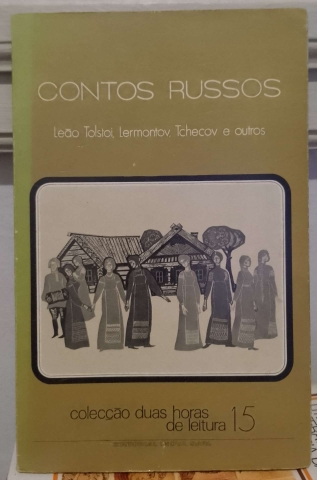 CONTOS RUSSOS
Leão Tolstoi, Lermontov, Tchecov e outros
colecção duas horas
de leitura 15